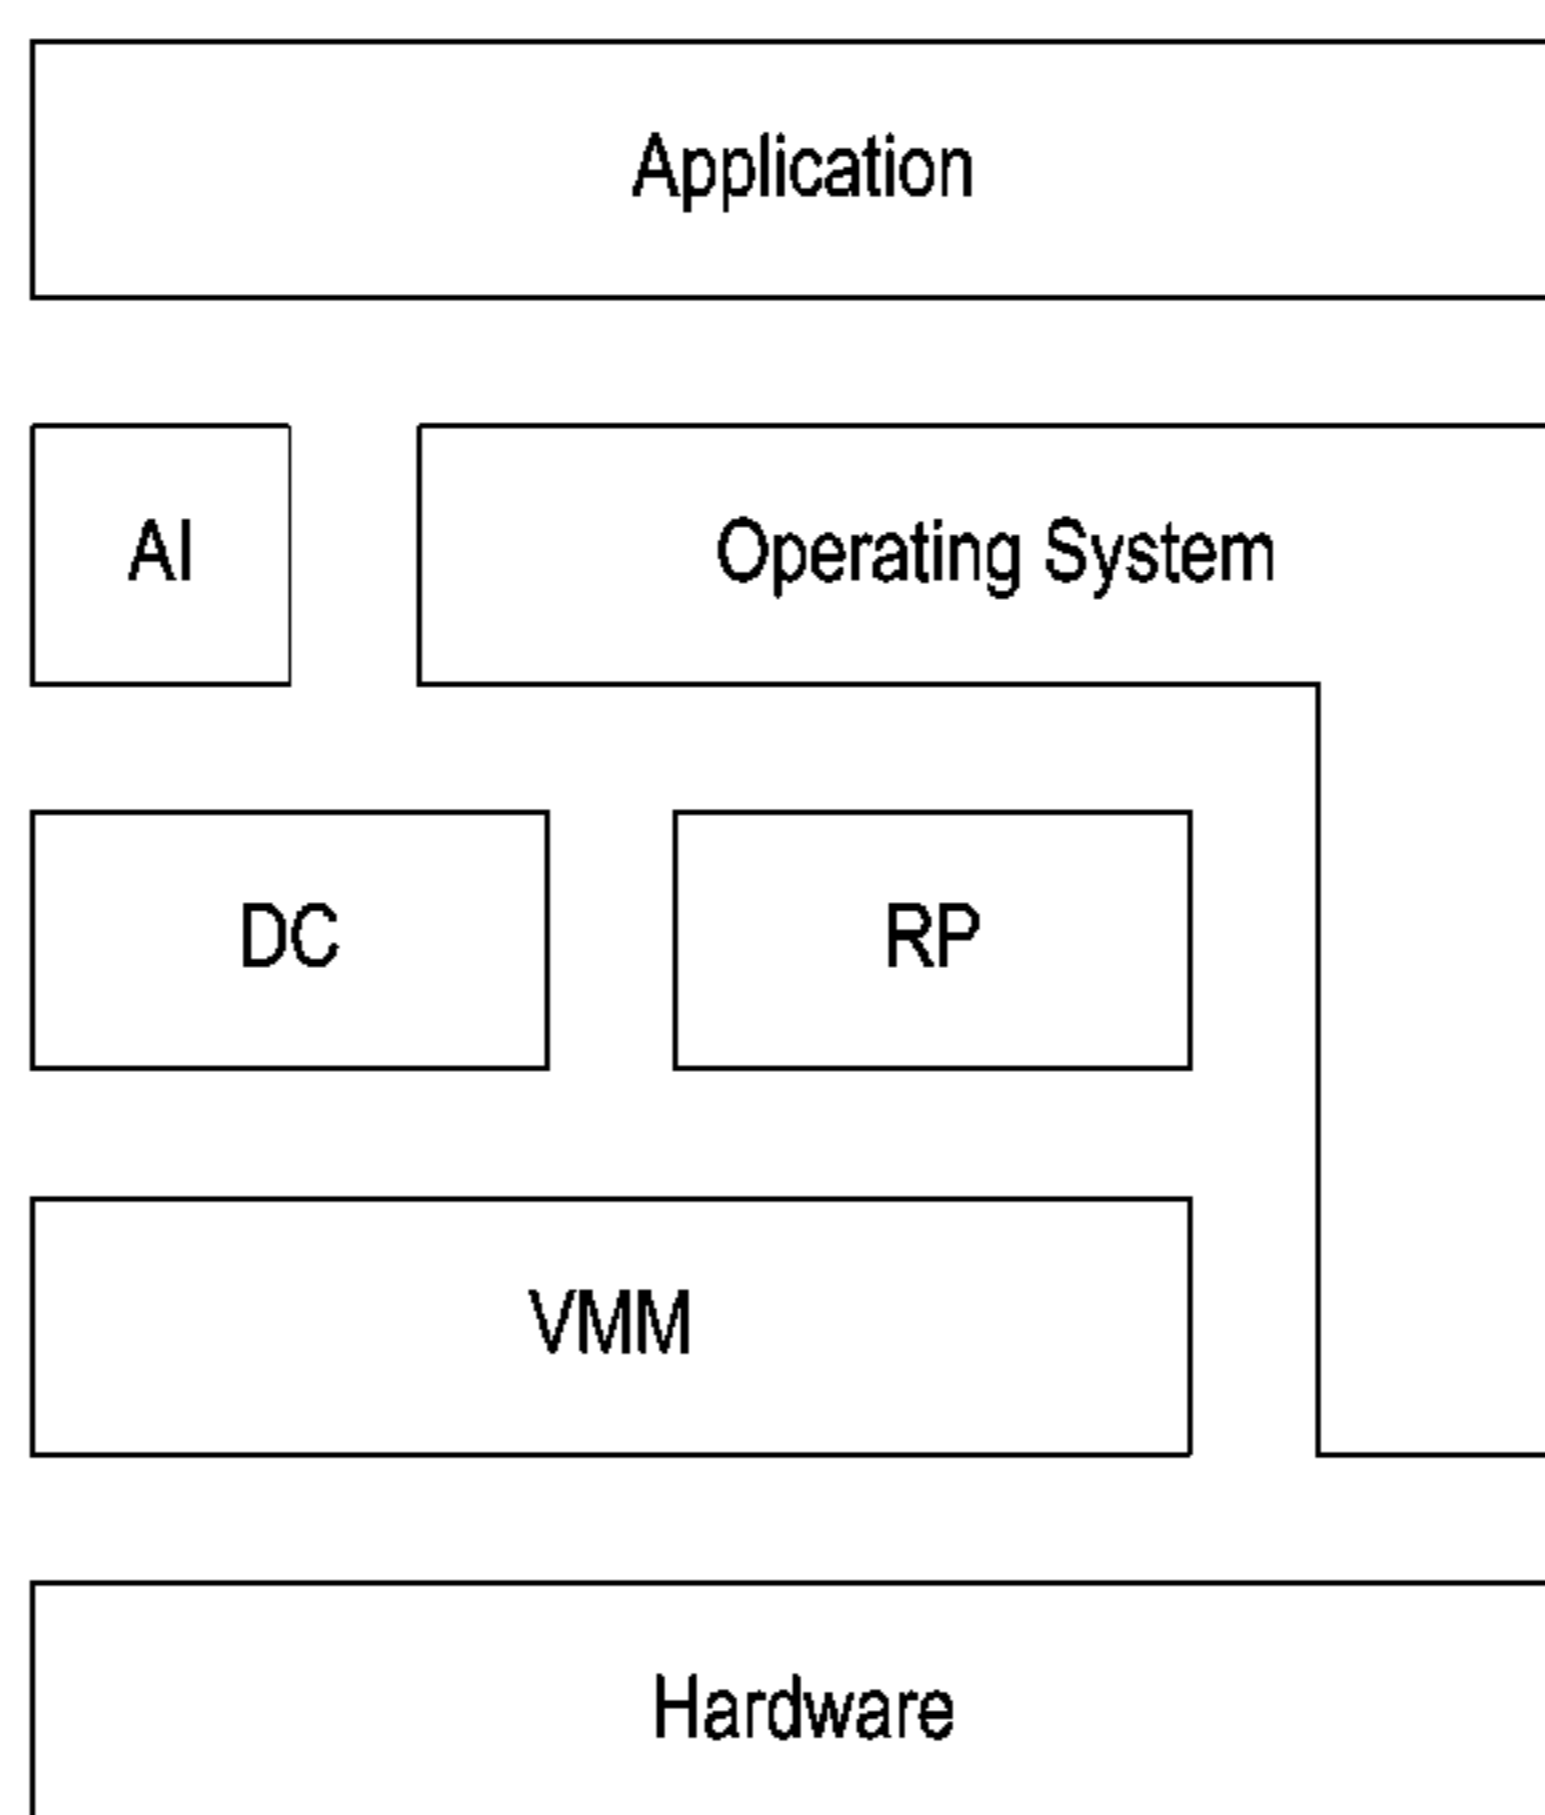 Application
AI
Operating System
DC
RP
VMM
Hardware